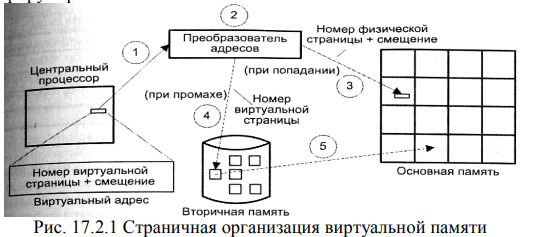 2
Преобразователь
адресов
1
Номер физической
страницы + смещение
Центральный
процессор
(при попадании)
3
(при промахе)
Номер
виртуальной
страницы
4
5
Номер виртуальной
страницы + смещение
Виртуальный адрес
Основная память
Вторичная память
Рис. 17.2.1 Страничная организация виртуальной памяти